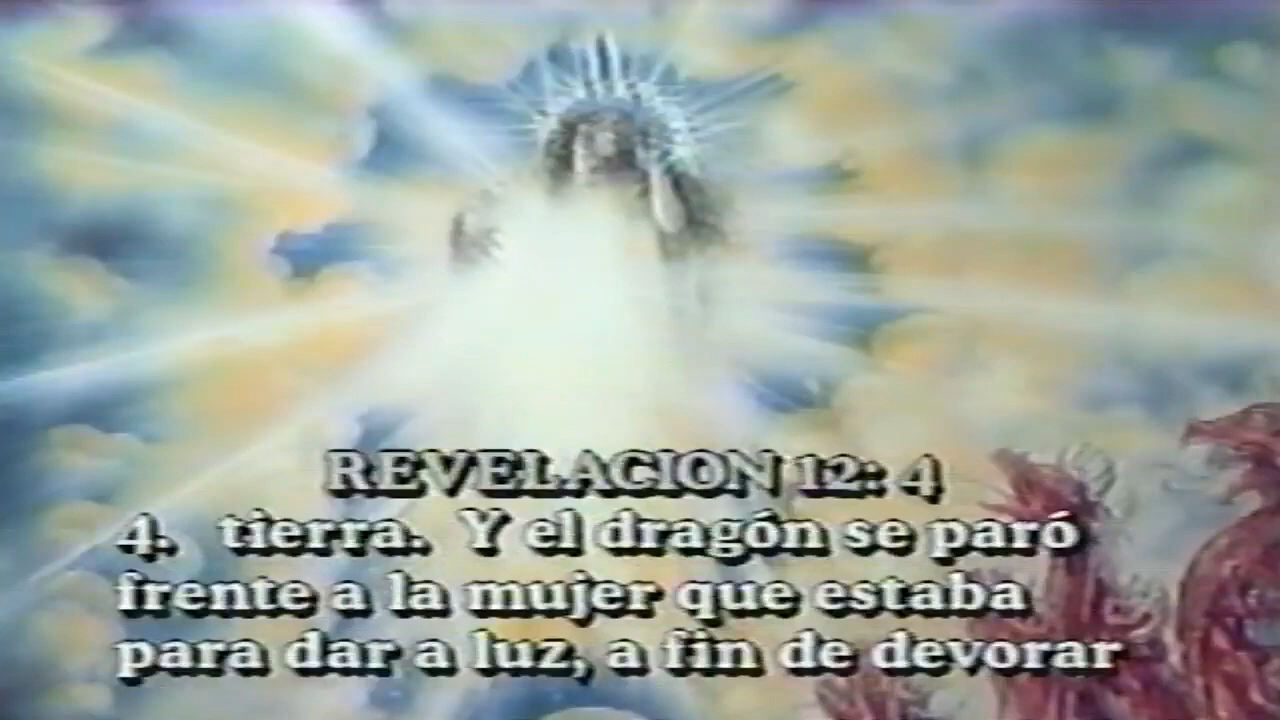 REVELACION 12: 4
4. tierra. Y el dragón se paró
frente a la mujer que estaba
para dar a luz, a fin de devorar